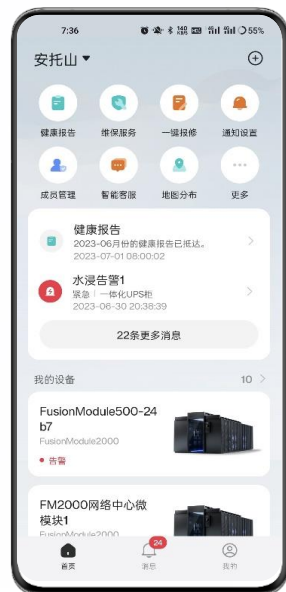 7:36
55%
安托山
健康报告 维保服务 一键报修 通知设置
成员管理 智能客服 地图分布 更多
健康报告
2023-06月份的健康报告已抵达。
2023-07-01 08:00:02
水浸告警1
紧急 | 一体化UPS柜
2023-06-30 20:38:39
22条更多消息
我的设备 10
FusionModule500-24
b7
FusionModule2000
告警
FM2000网络中心微
模块1
FusionModule2000
24
首页 消息 我的